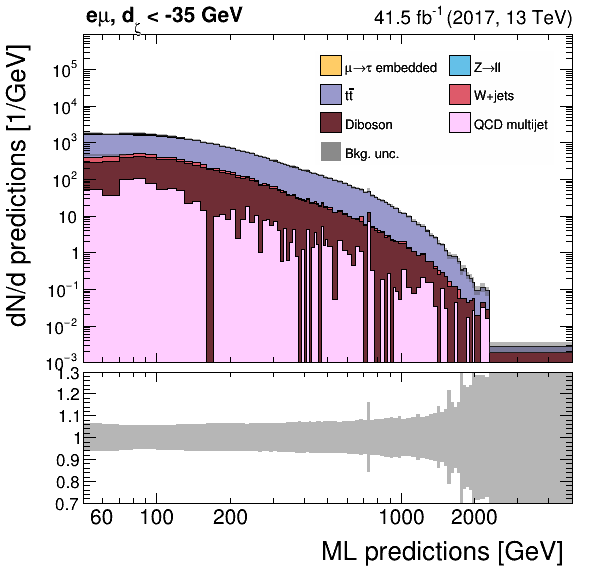 eμ, dζ < -35 GeV
41.5 fb⁻¹ (2017, 13 TeV)
dN/d predictions [1/GeV]
10⁵
10⁴
10³
10²
10
1
10⁻¹
10⁻²
10⁻³
μ→τ embedded
Z→ll
tt̄
W+jets
Diboson
QCD multijet
Bkg. unc.
1.3
1.2
1.1
1
0.9
0.8
0.7
60 100 200 1000 2000
ML predictions [GeV]